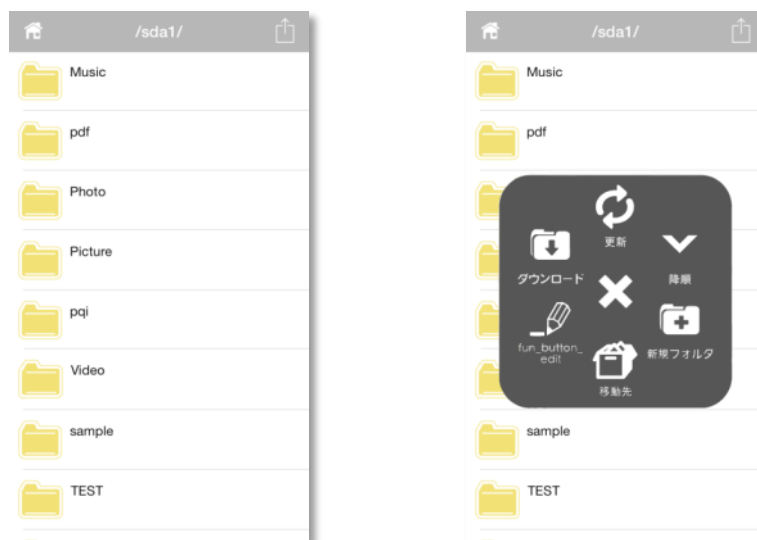 /sda1/
Music
pdf
Photo
Picture
pqi
Video
sample
TEST
/sda1/
Music
pdf
更新
ダウンロード
降順
fun_button_
edit
新規フォルダ
移動先
sample
TEST